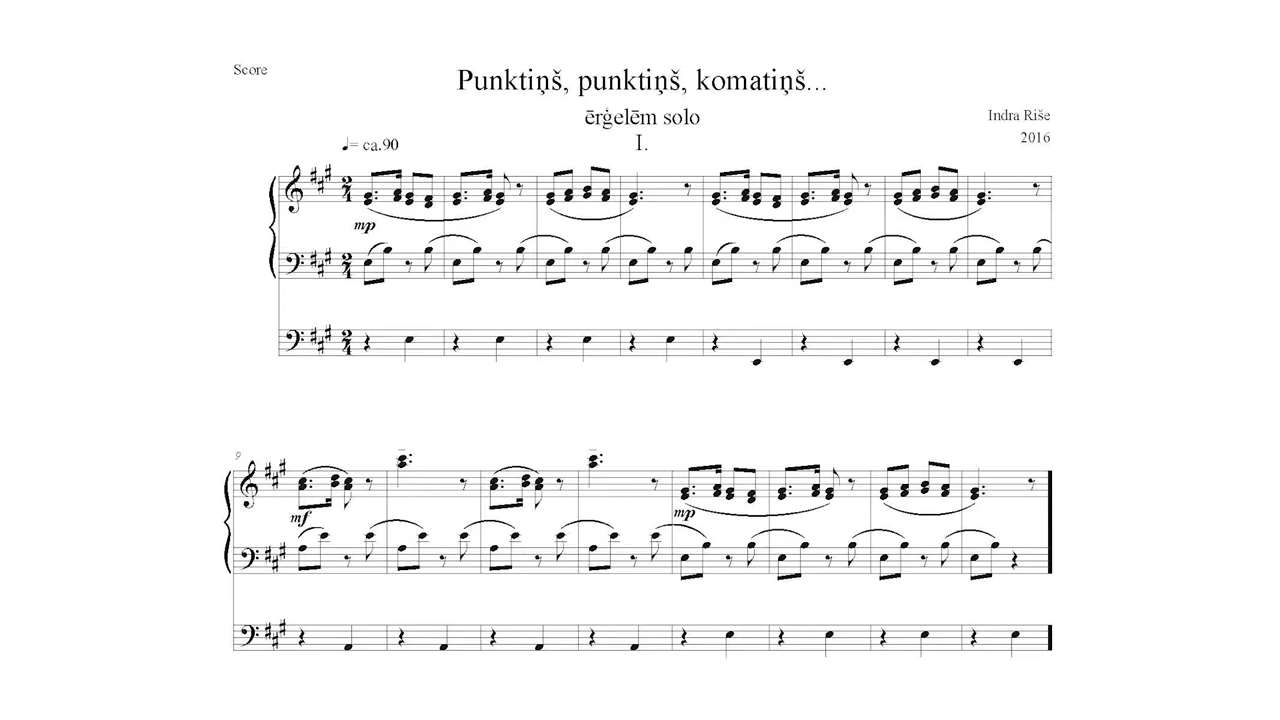 Score
Punktiņš, punktiņš, komatiņš...
ērģelēm solo
Indra Riše
♩= ca.90
I.
2016
mp
9
mf
mp